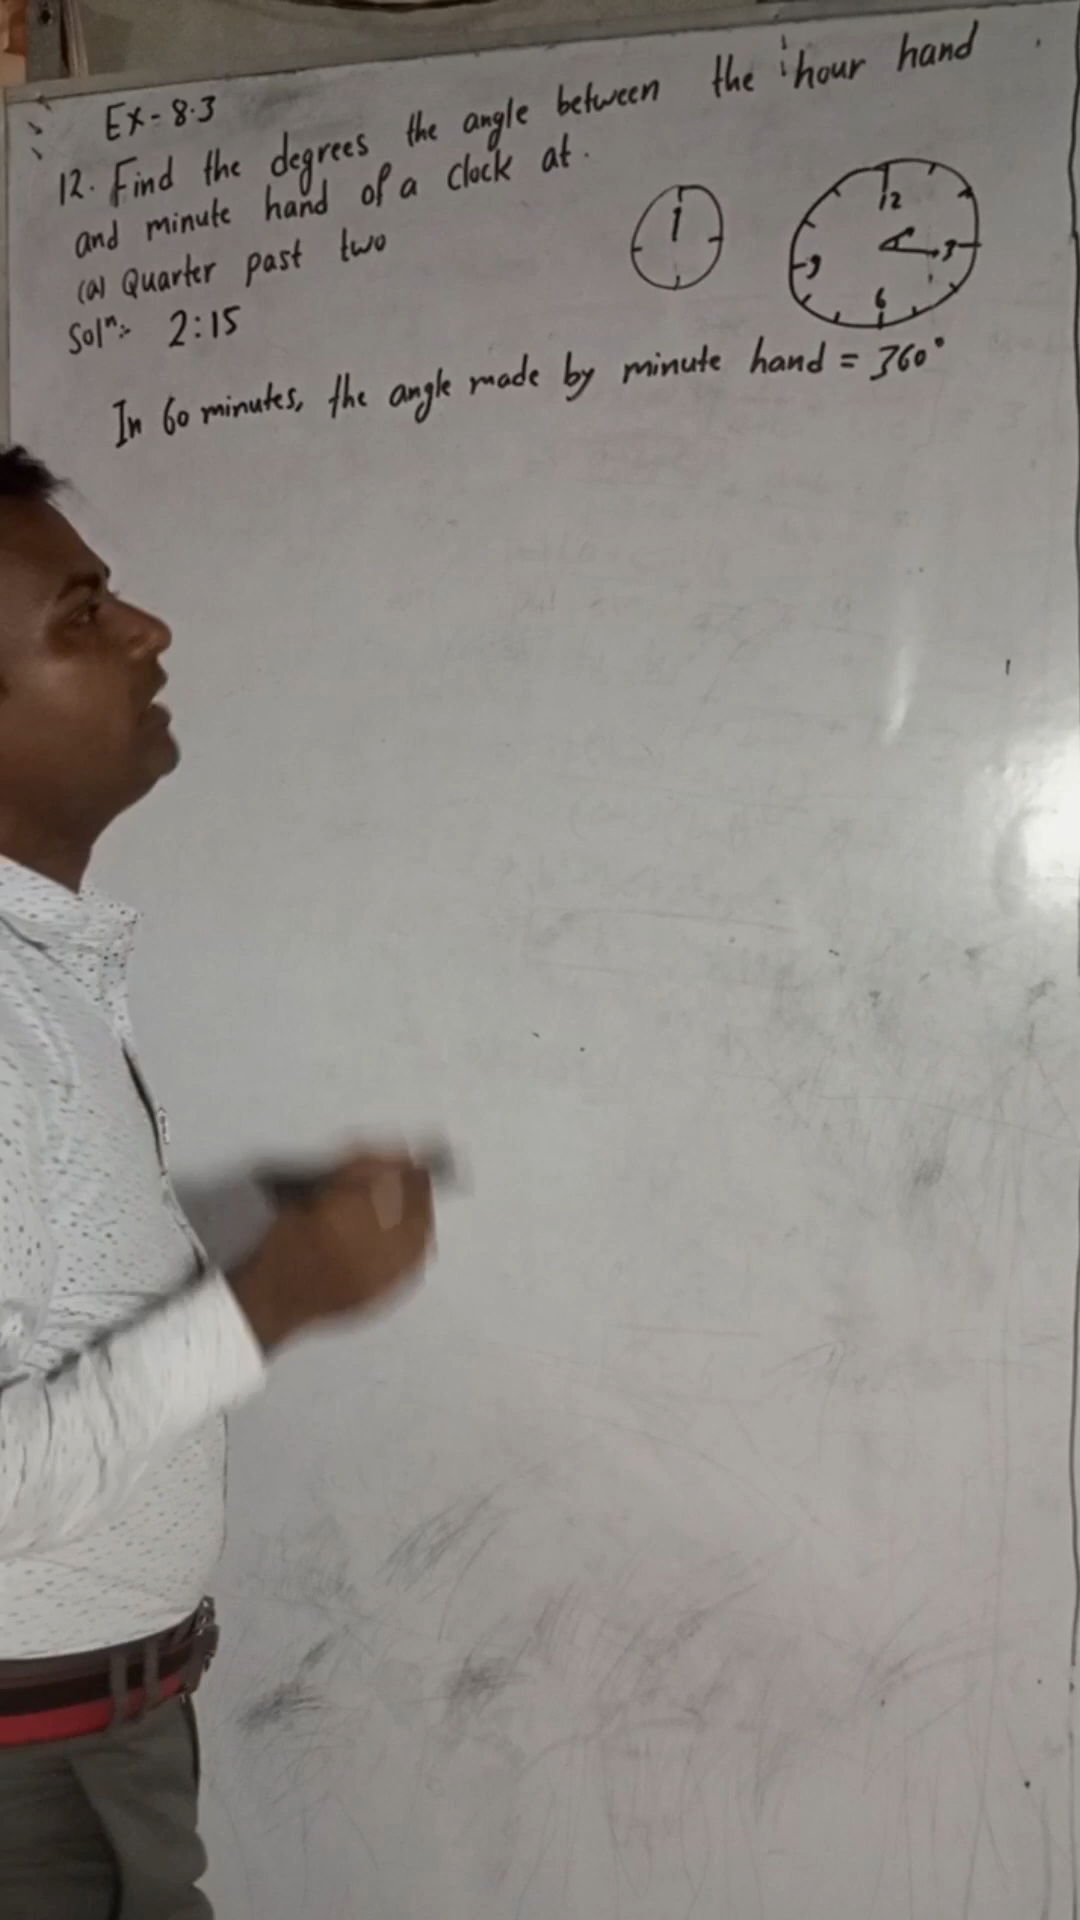 Ex-8.3
12. Find the degrees the angle between the hour hand
and minute hand of a clock at.
(a) Quarter past two
Solⁿ:- 2:15
12
3
6
9
In 60 minutes, the angle made by minute hand = 360°